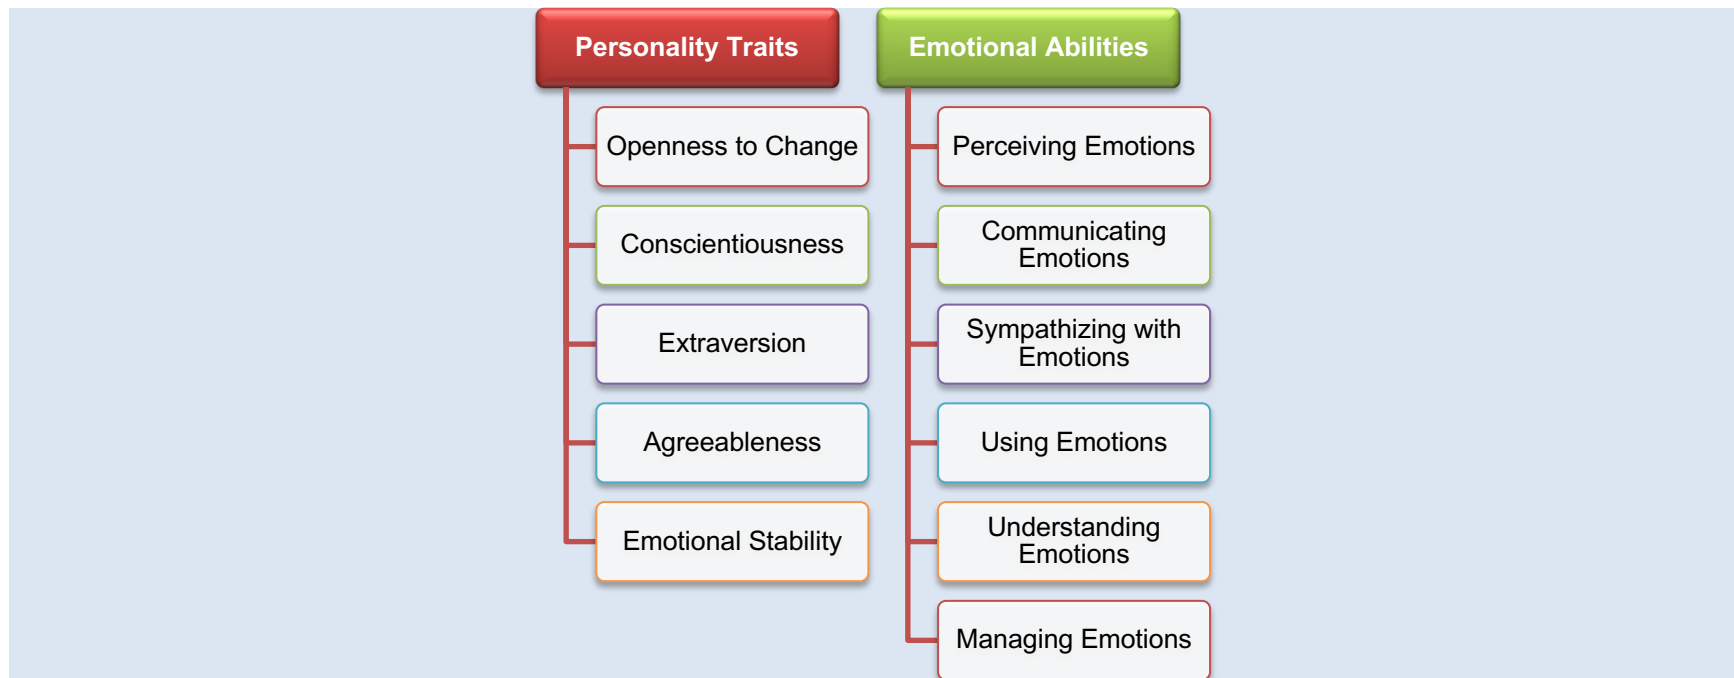 Personality Traits
Openness to Change
Conscientiousness
Extraversion
Agreeableness
Emotional Stability
Emotional Abilities
Perceiving Emotions
Communicating
Emotions
Sympathizing with
Emotions
Using Emotions
Understanding
Emotions
Managing Emotions